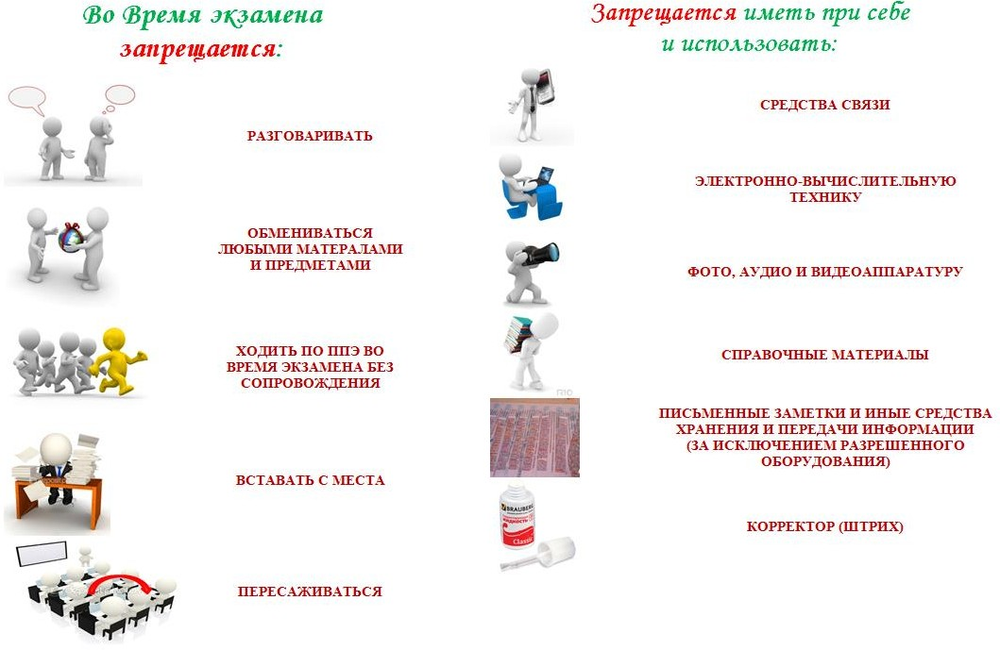 Во Время экзамена
запрещается:
РАЗГОВАРИВАТЬ
ОБМЕНИВАТЬСЯ
ЛЮБЫМИ МАТЕРАЛАМИ
И ПРЕДМЕТАМИ
ХОДИТЬ ПО ППЭ ВО
ВРЕМЯ ЭКЗАМЕНА БЕЗ
СОПРОВОЖДЕНИЯ
ВСТАВАТЬ С МЕСТА
ПЕРЕСАЖИВАТЬСЯ
Запрещается иметь при себе
и использовать:
СРЕДСТВА СВЯЗИ
ЭЛЕКТРОННО-ВЫЧИСЛИТЕЛЬНУЮ
ТЕХНИКУ
ФОТО, АУДИО И ВИДЕОАППАРАТУРУ
СПРАВОЧНЫЕ МАТЕРИАЛЫ
ПИСЬМЕННЫЕ ЗАМЕТКИ И ИНЫЕ СРЕДСТВА
ХРАНЕНИЯ И ПЕРЕДАЧИ ИНФОРМАЦИИ
(ЗА ИСКЛЮЧЕНИЕМ РАЗРЕШЕННОГО
ОБОРУДОВАНИЯ)
BRAUBERG
жидкость
Classic
КОРРЕКТОР (ШТРИХ)